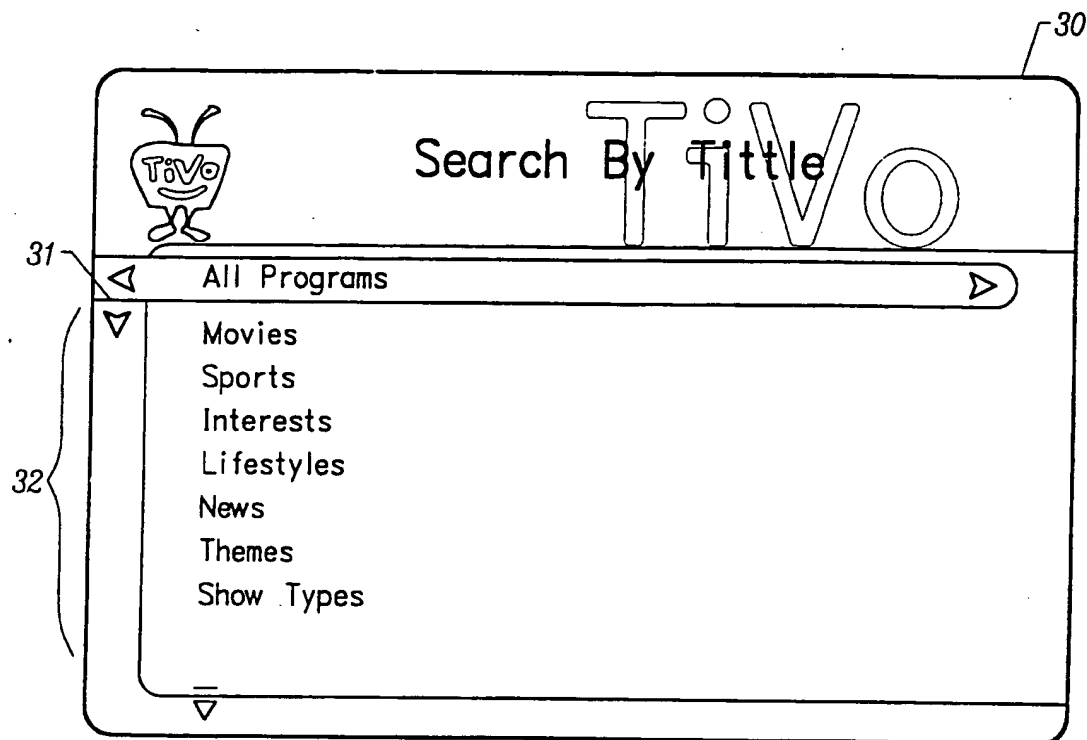 30
TiVo
TiVo
Search By Tittle
31
All Programs
Movies
Sports
Interests
Lifestyles
32
News
Themes
Show Types